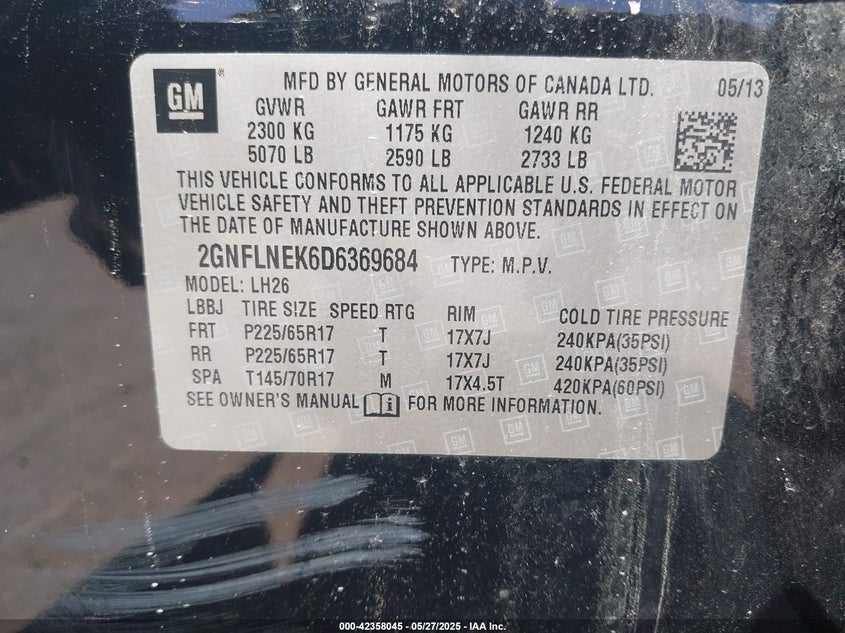 GM ® MFD BY GENERAL MOTORS OF CANADA LTD. 05/13
GVWR GAWR FRT GAWR RR
2300 KG 1175 KG 1240 KG
5070 LB 2590 LB 2733 LB
THIS VEHICLE CONFORMS TO ALL APPLICABLE U.S. FEDERAL MOTOR
VEHICLE SAFETY AND THEFT PREVENTION STANDARDS IN EFFECT ON
THE DATE OF MANUFACTURE SHOWN ABOVE.
2GNFLNEK6D6369684 TYPE: M.P.V.
MODEL: LH26
LBBJ TIRE SIZE SPEED RTG RIM COLD TIRE PRESSURE
FRT P225/65R17 T 17X7J 240KPA(35PSI)
RR P225/65R17 T 17X7J 240KPA(35PSI)
SPA T145/70R17 M 17X4.5T 420KPA(60PSI)
SEE OWNER'S MANUAL FOR MORE INFORMATION.
000-42358045 - 05/27/2025 - IAA Inc.